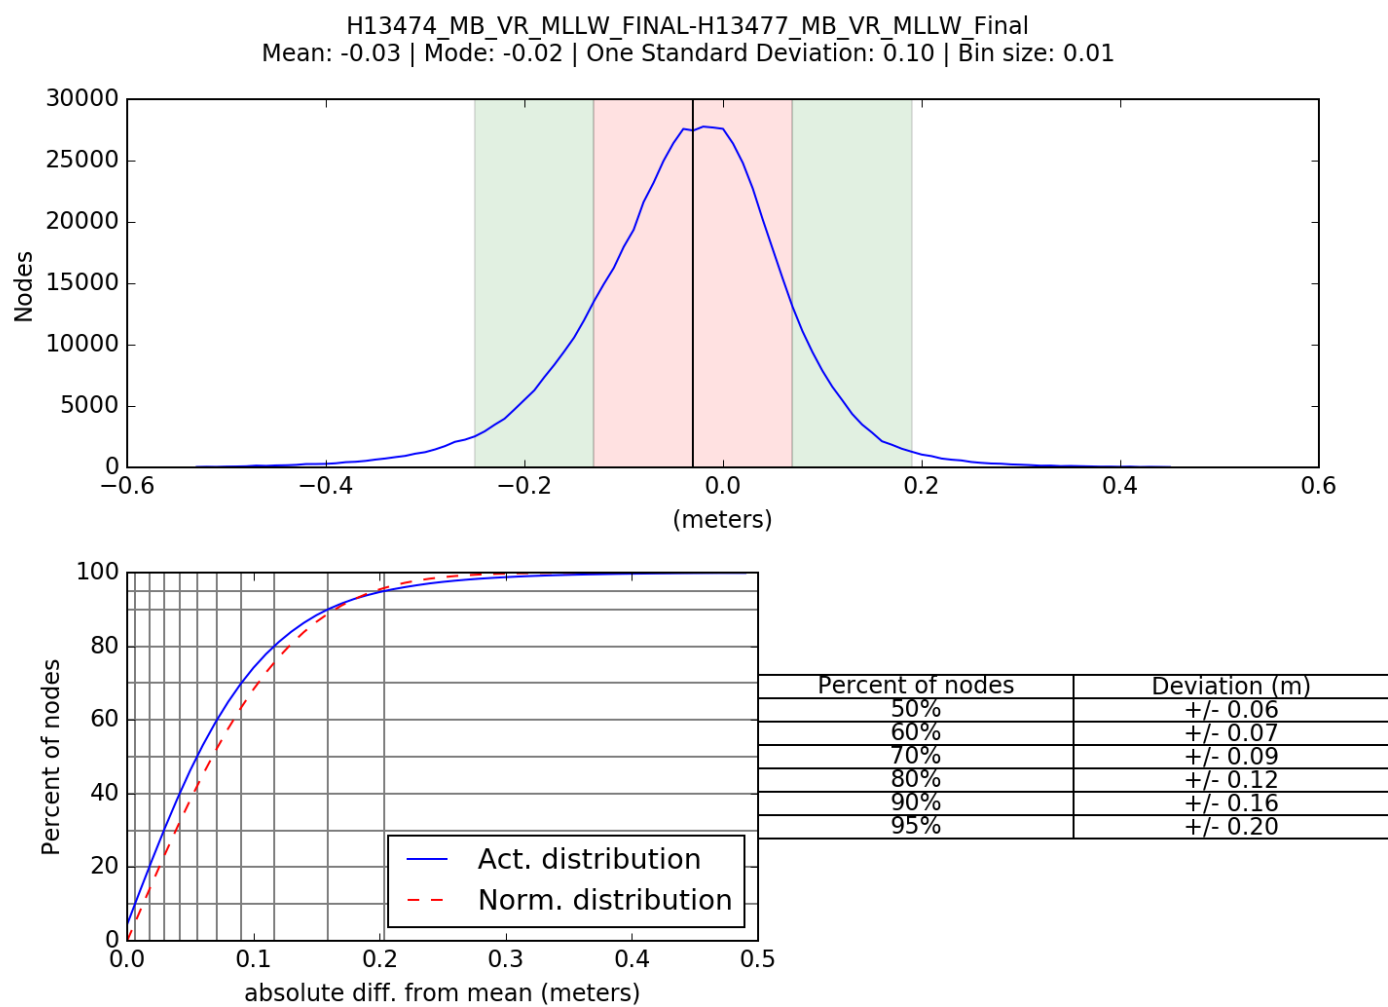 H13474_MB_VR_MLLW_FINAL-H13477_MB_VR_MLLW_Final
Mean: -0.03 | Mode: -0.02 | One Standard Deviation: 0.10 | Bin size: 0.01
30000
25000
20000
15000
10000
5000
0
Nodes
−0.6 −0.4 −0.2 0.0 0.2 0.4 0.6
(meters)
100
80
60
40
20
0
Percent of nodes
Act. distribution
Norm. distribution
0.0 0.1 0.2 0.3 0.4 0.5
absolute diff. from mean (meters)
Percent of nodes Deviation (m)
50% +/- 0.06
60% +/- 0.07
70% +/- 0.09
80% +/- 0.12
90% +/- 0.16
95% +/- 0.20